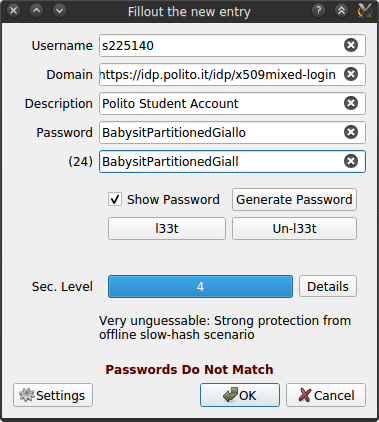 Fillout the new entry
Username s225140
Domain https://idp.polito.it/idp/x509mixed-login
Description Polito Student Account
Password BabysitPartitionedGiallo
(24) BabysitPartitionedGiall
Show Password Generate Password
l33t Un-l33t
Sec. Level 4 Details
Very unguessable: Strong protection from
offline slow-hash scenario
Passwords Do Not Match
Settings OK Cancel